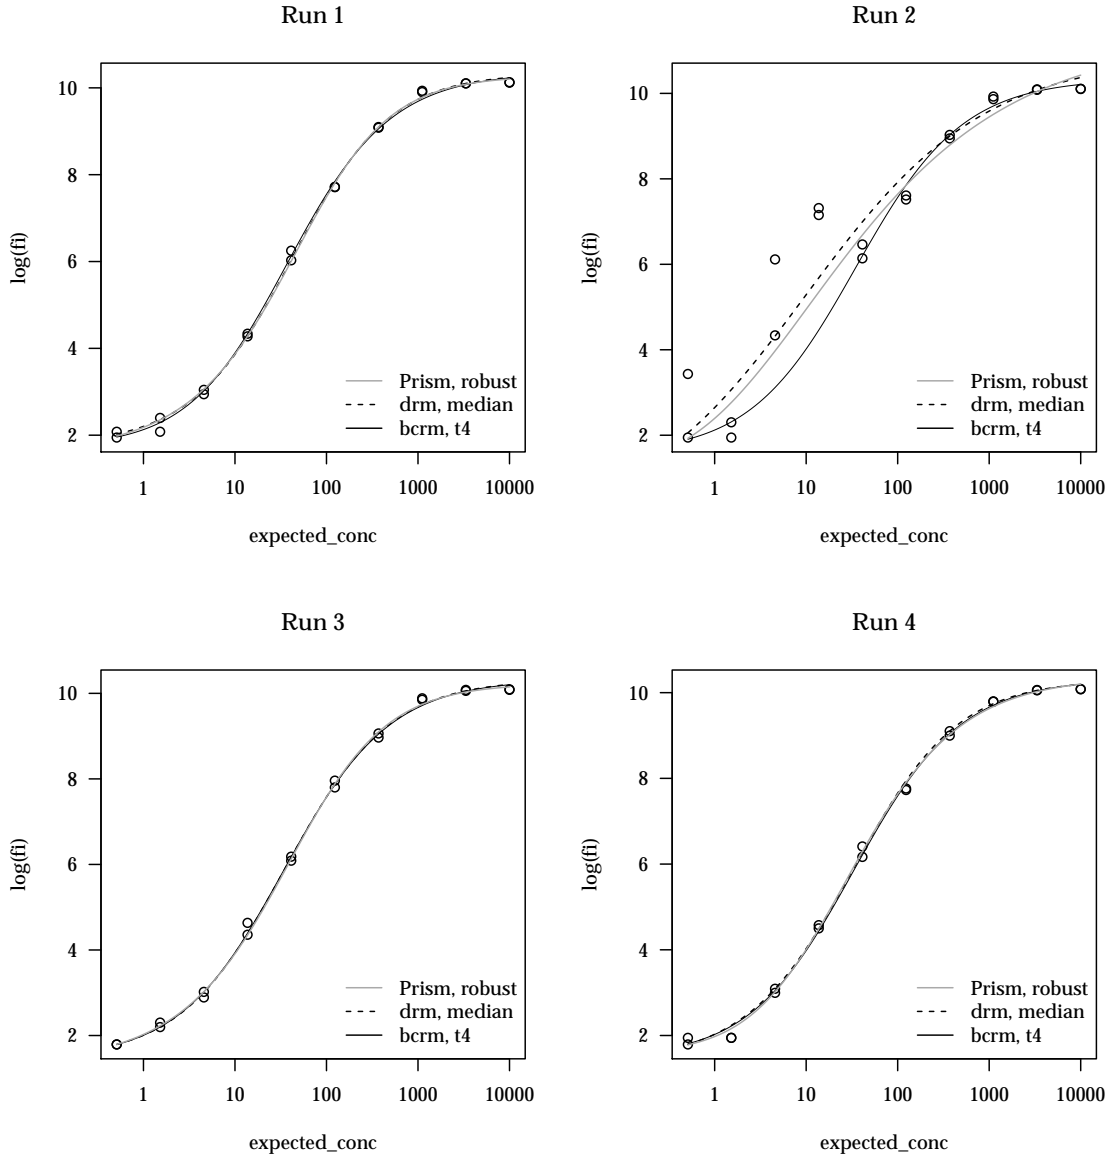 Run 1
10
8
6
4
2
log(fi)
Prism, robust
drm, median
bcrm, t4
1 10 100 1000 10000
expected_conc
Run 2
10
8
6
4
2
log(fi)
Prism, robust
drm, median
bcrm, t4
1 10 100 1000 10000
expected_conc
Run 3
10
8
6
4
2
log(fi)
Prism, robust
drm, median
bcrm, t4
1 10 100 1000 10000
expected_conc
Run 4
10
8
6
4
2
log(fi)
Prism, robust
drm, median
bcrm, t4
1 10 100 1000 10000
expected_conc